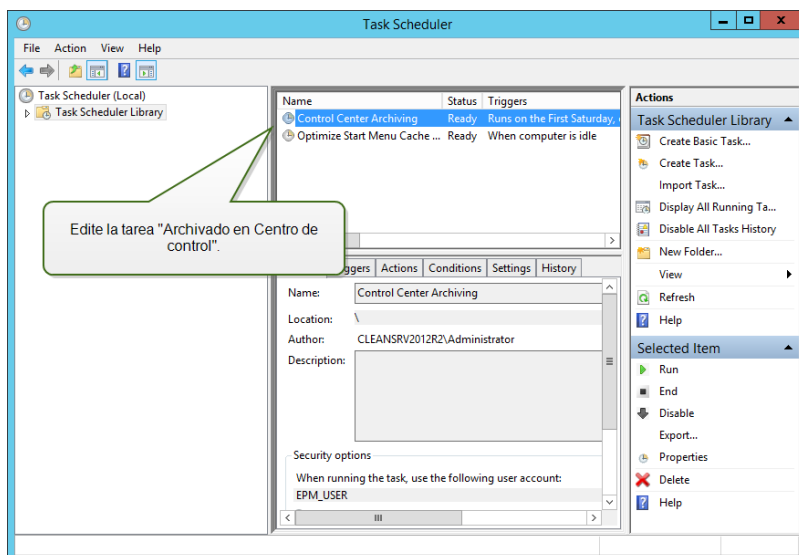 Task Scheduler
File Action View Help
Task Scheduler (Local)
Task Scheduler Library
Name Status Triggers
Control Center Archiving Ready Runs on the First Saturday,
Optimize Start Menu Cache ... Ready When computer is idle
Edite la tarea "Archivado en Centro de
control".
Actions Conditions Settings History
Name: Control Center Archiving
Location: \
Author: CLEANSRV2012R2\Administrator
Description:
Security options
When running the task, use the following user account:
EPM_USER
Actions
Task Scheduler Library
Create Basic Task...
Create Task...
Import Task...
Display All Running Ta...
Disable All Tasks History
New Folder...
View
Refresh
Help
Selected Item
Run
End
Disable
Export...
Properties
Delete
Help